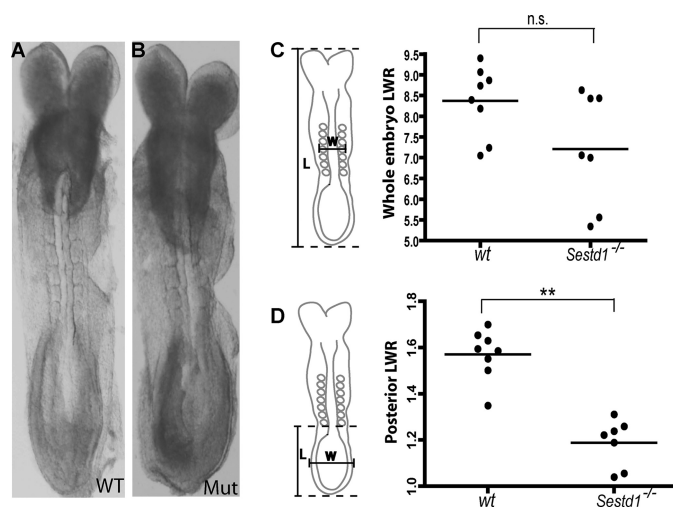 A
B
WT
Mut
C
L
W
n.s.
Whole embryo LWR
9.5
9.0
8.5
8.0
7.5
7.0
6.5
6.0
5.5
5.0
wt
Sestd1-/-
D
L
W
**
Posterior LWR
1.8
1.6
1.4
1.2
1.0
wt
Sestd1-/-